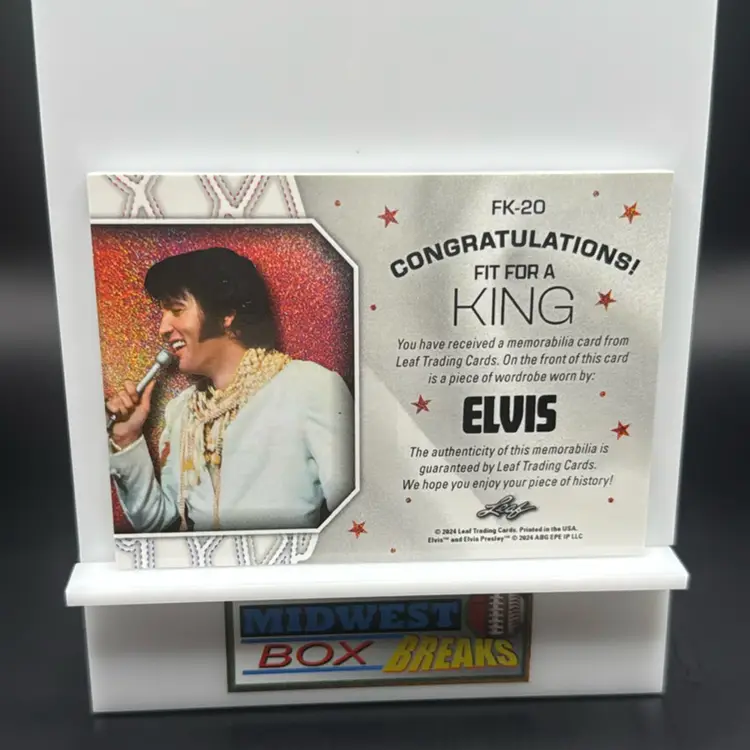 FK-20
CONGRATULATIONS!
FIT FOR A
KING
You have received a memorabilia card from
Leaf Trading Cards. On the front of this card
is a piece of wordrobe worn by:
ELVIS
The authenticity of this memorabilia is
guaranteed by Leaf Trading Cards.
We hope you enjoy your piece of history!
Leaf
© 2024 Leaf Trading Cards. Printed in the USA.
Elvis™ and Elvis Presley™ © 2024 ABG EPE IP LLC
MIDWEST
BOX BREAKS